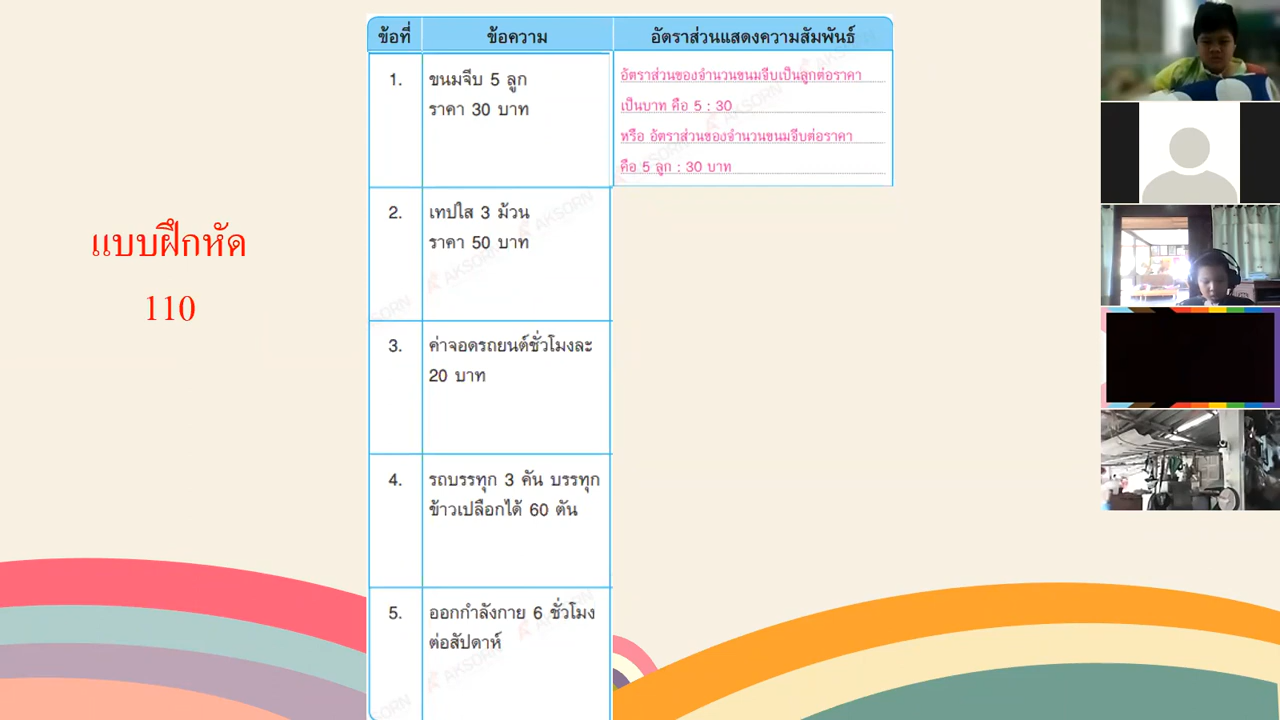 แบบฝึกหัด
110
ข้อที่ ข้อความ อัตราส่วนแสดงความสัมพันธ์
1. ขนมจีบ 5 ลูก
ราคา 30 บาท
อัตราส่วนของจำนวนขนมจีบเป็นลูกต่อราคา
เป็นบาท คือ 5 : 30
หรือ อัตราส่วนของจำนวนขนมจีบต่อราคา
คือ 5 ลูก : 30 บาท
2. เทปใส 3 ม้วน
ราคา 50 บาท
3. ค่าจอดรถยนต์ชั่วโมงละ
20 บาท
4. รถบรรทุก 3 คัน บรรทุก
ข้าวเปลือกได้ 60 ตัน
5. ออกกำลังกาย 6 ชั่วโมง
ต่อสัปดาห์
AKSORN
AKSORN
AKSORN
AKSORN